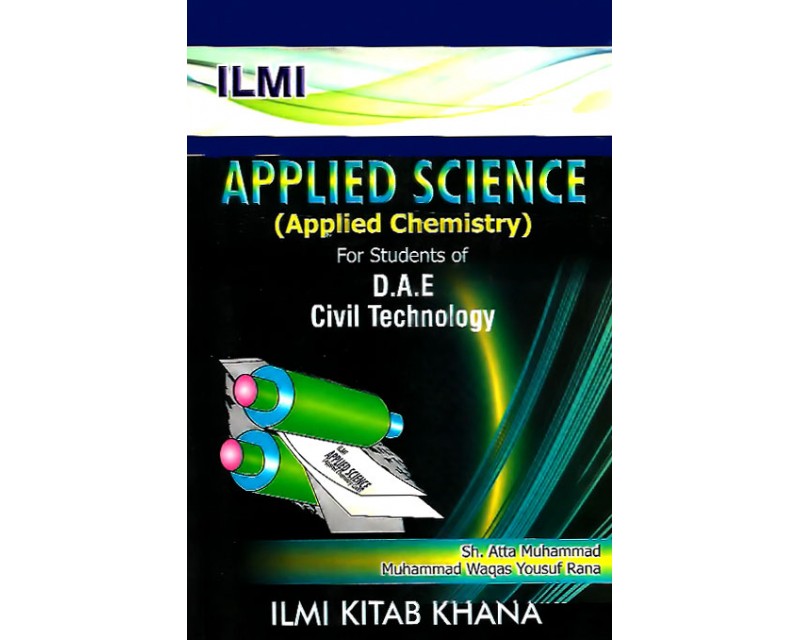 ILMI
APPLIED SCIENCE
(Applied Chemistry)
For Students of
D.A.E
Civil Technology
ILMI
APPLIED SCIENCE
Sh. Atta Muhammad
Muhammad Waqas Yousuf Rana
ILMI KITAB KHANA